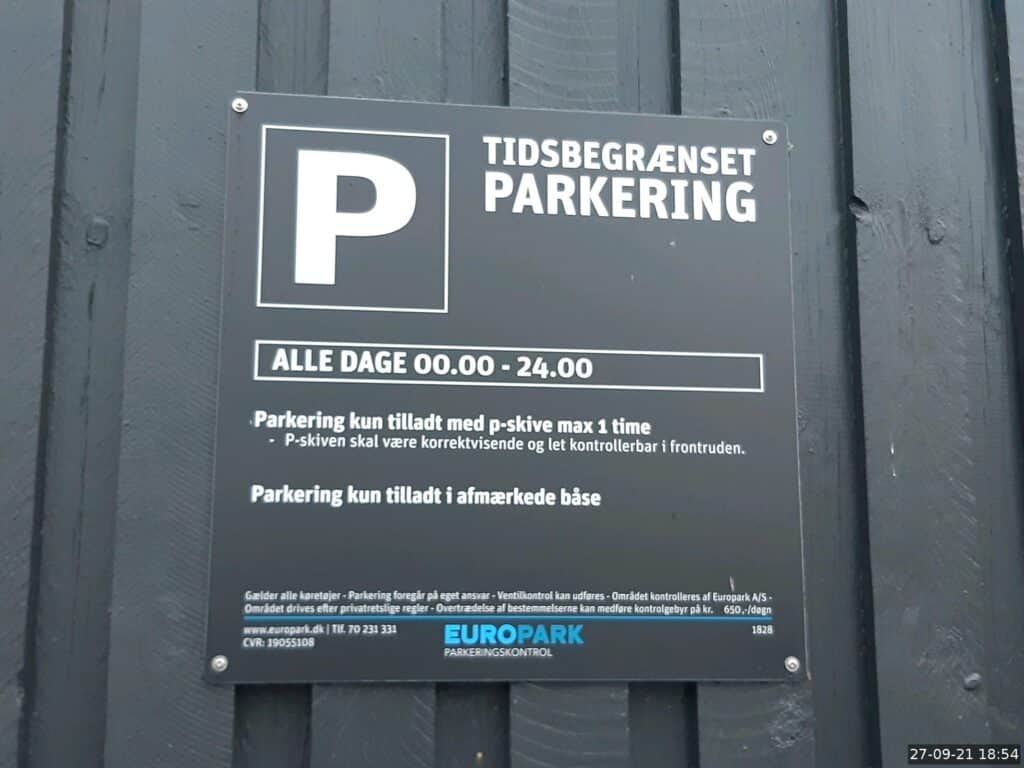 P
TIDSBEGRÆNSET
PARKERING
ALLE DAGE 00.00 - 24.00
Parkering kun tilladt med p-skive max 1 time
- P-skiven skal være korrektvisende og let kontrollerbar i frontruden.
Parkering kun tilladt i afmærkede båse
Gælder alle køretøjer - Parkering foregår på eget ansvar - Ventilkontrol kan udføres - Området kontrolleres af Europark A/S -
Området drives efter privatretslige regler - Overtrædelse af bestemmelserne kan medføre kontrolgebyr på kr. 650,-/døgn
www.europark.dk | Tlf. 70 231 331
CVR: 19055108
EUROPARK
PARKERINGSKONTROL
1828
27-09-21 18:54